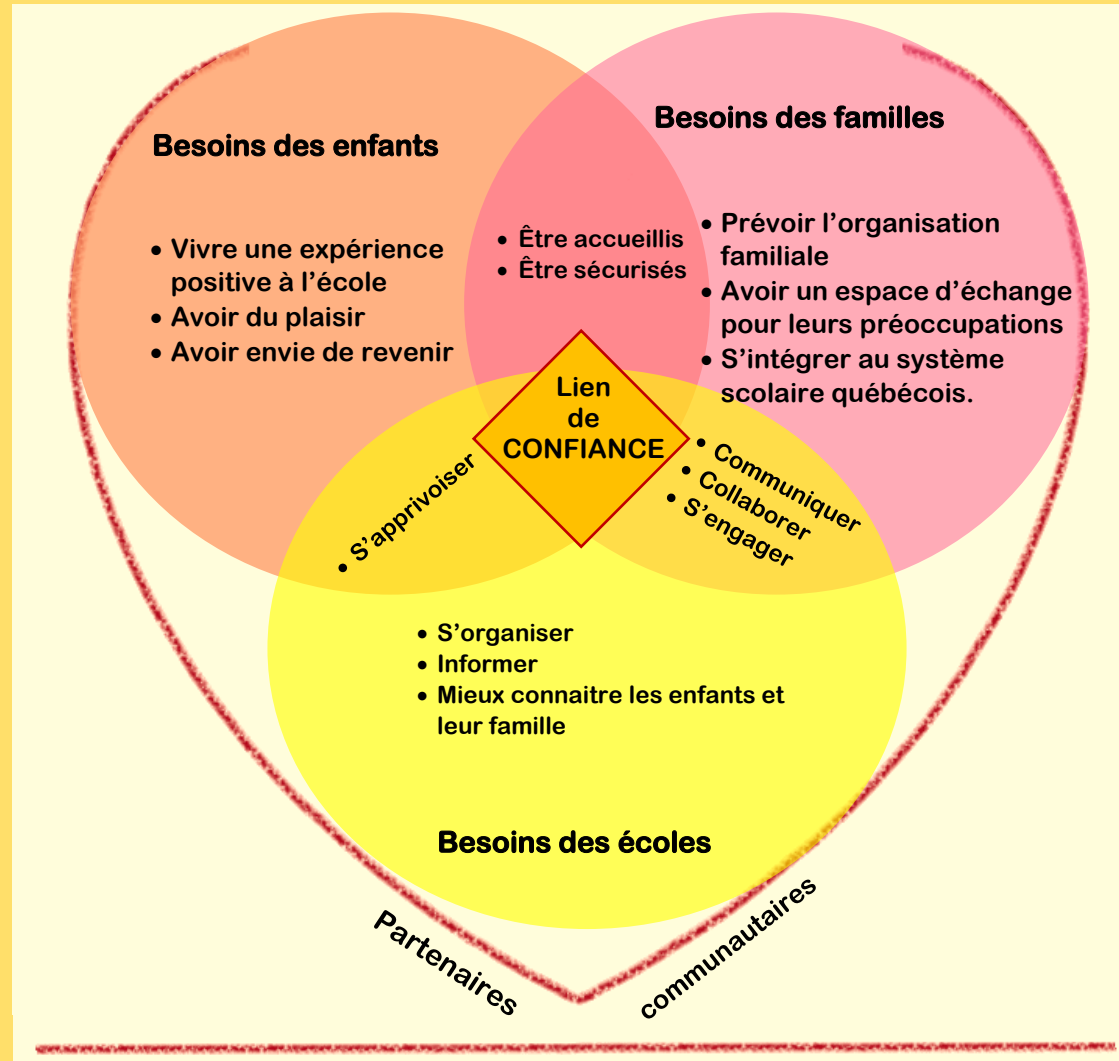 Besoins des enfants
• Vivre une expérience
positive à l'école
• Avoir du plaisir
• Avoir envie de revenir
Besoins des familles
• Prévoir l'organisation
familiale
• Avoir un espace d'échange
pour leurs préoccupations
• S'intégrer au système
scolaire québécois.
• Être accueillis
• Être sécurisés
Lien
de
CONFIANCE
• S'apprivoiser
• Communiquer
• Collaborer
• S'engager
• S'organiser
• Informer
• Mieux connaitre les enfants et
leur famille
Besoins des écoles
Partenaires
communautaires